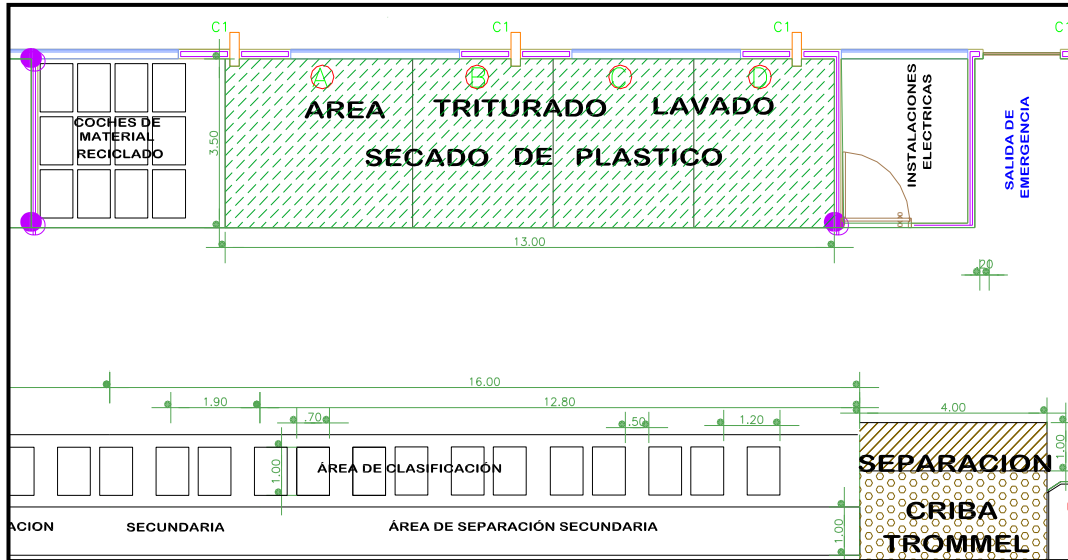 C1 C1 C1 C1
A B C D
AREA TRITURADO LAVADO
SECADO DE PLASTICO
COCHES DE
MATERIAL
RECICLADO
3.50
INSTALACIONES
ELECTRICAS
SALIDA DE
EMERGENCIA
13.00
.20
16.00
1.90
12.80
4.00
.70
.50
1.20
1.00
ÁREA DE CLASIFICACIÓN
1.00
SEPARACION
CRIBA
TROMMEL
ACION
SECUNDARIA
ÁREA DE SEPARACIÓN SECUNDARIA
1.00